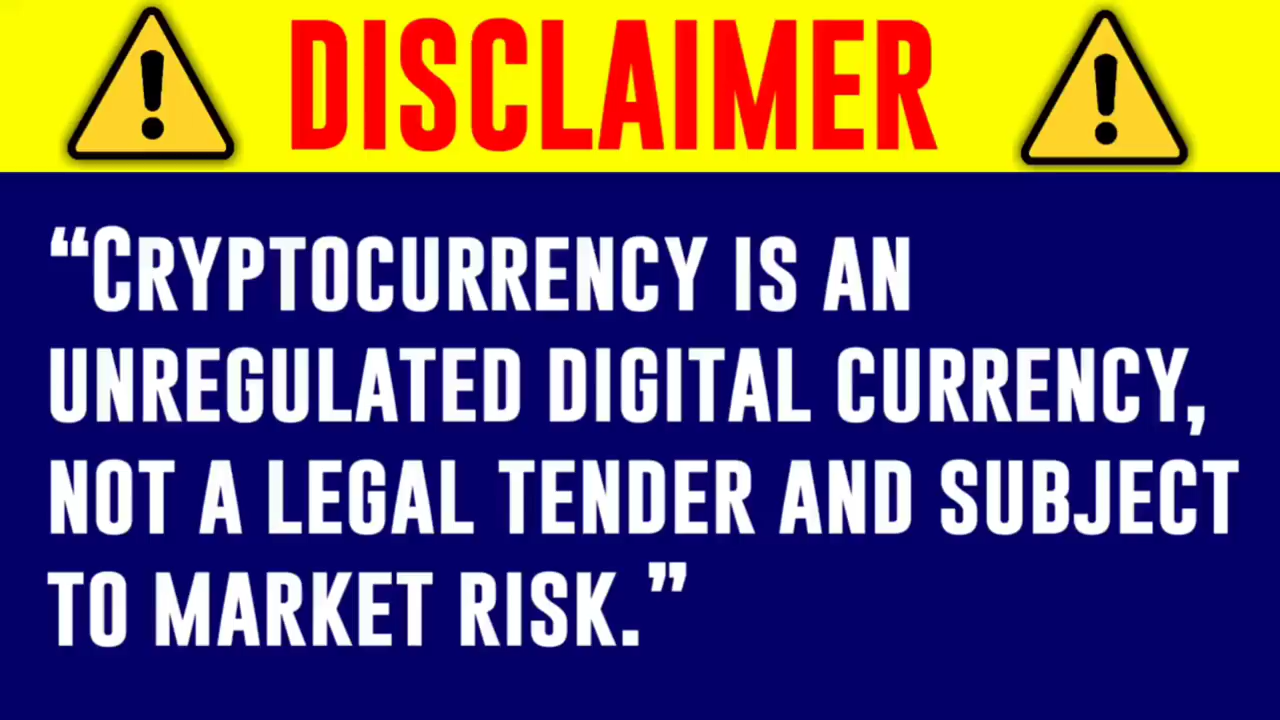 DISCLAIMER
“CRYPTOCURRENCY IS AN
UNREGULATED DIGITAL CURRENCY,
NOT A LEGAL TENDER AND SUBJECT
TO MARKET RISK.”